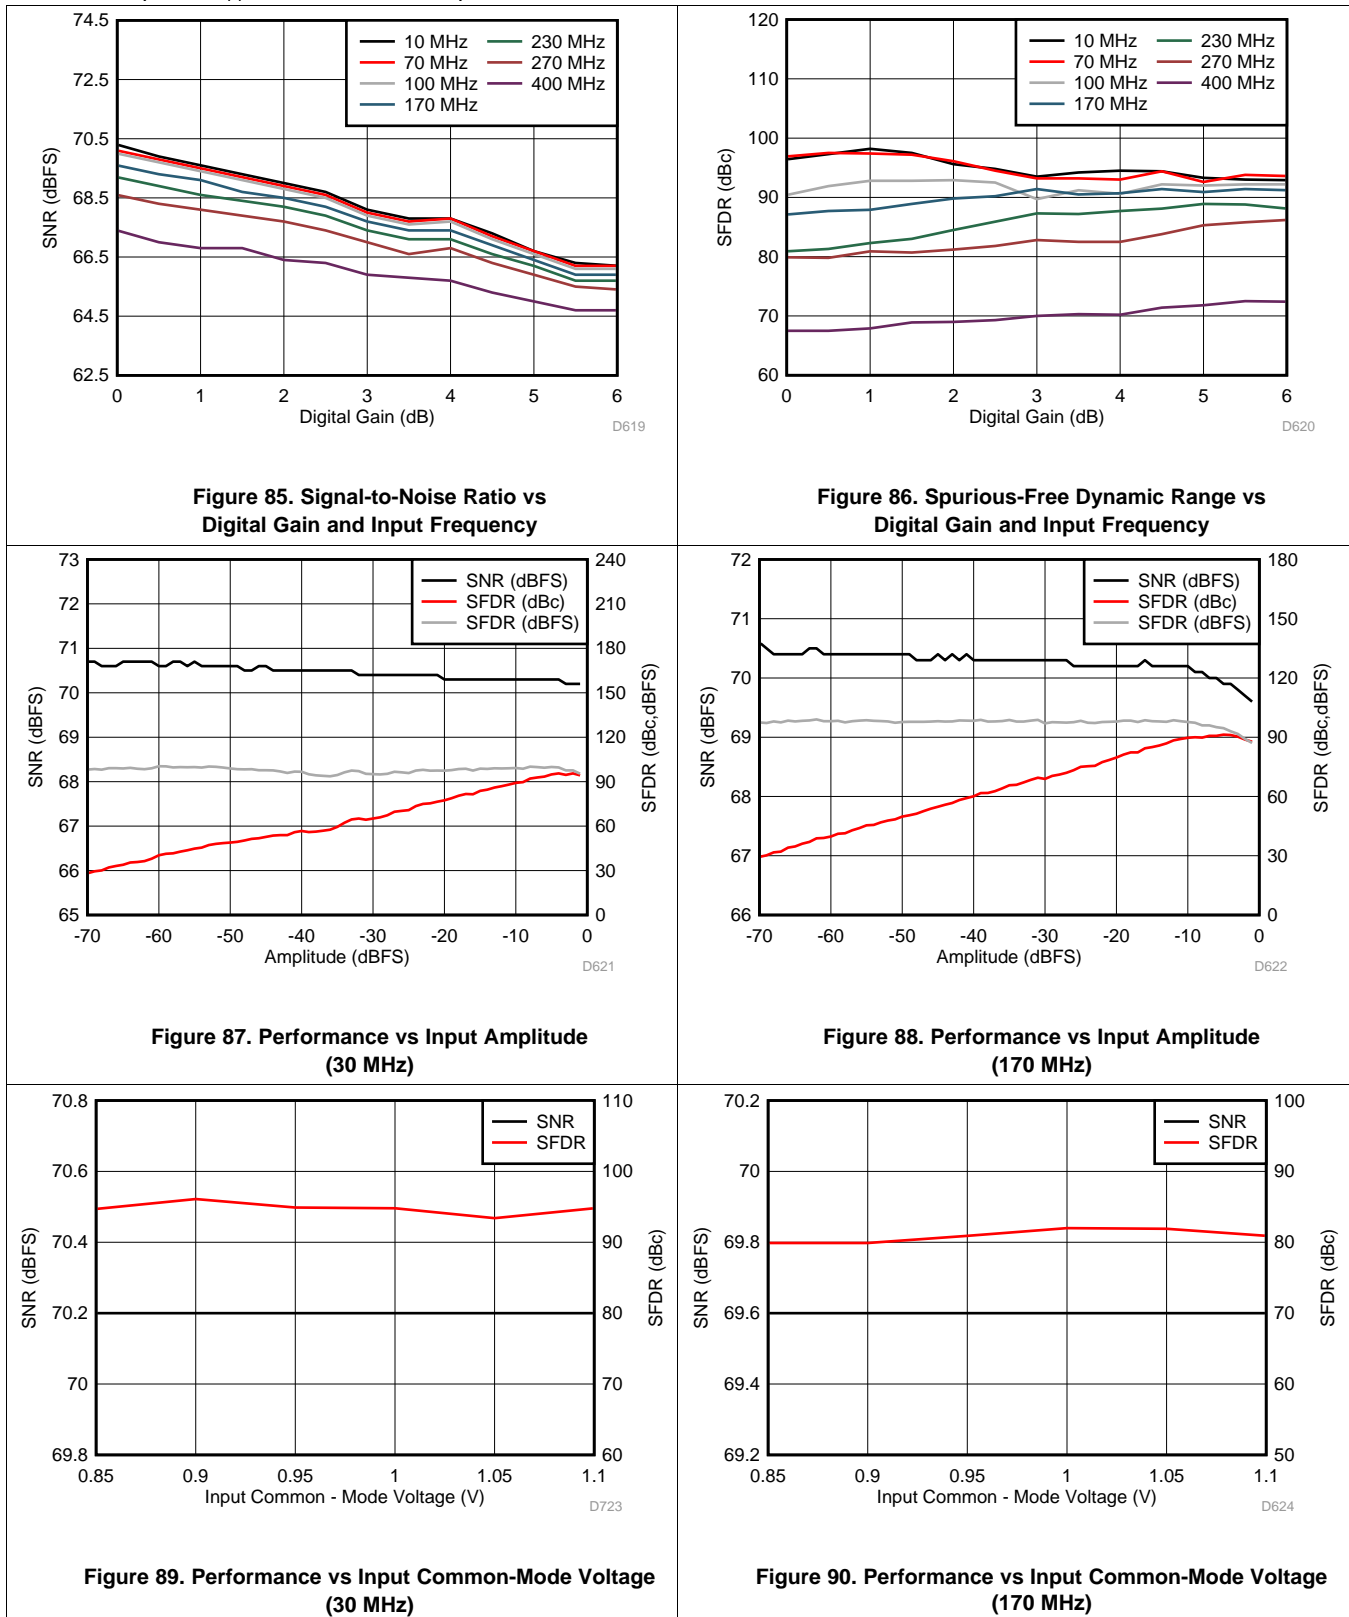 74.5
72.5
70.5
68.5
66.5
64.5
62.5
SNR (dBFS)
10 MHz
70 MHz
100 MHz
170 MHz
230 MHz
270 MHz
400 MHz
0 1 2 3 4 5 6
Digital Gain (dB)
D619
Figure 85. Signal-to-Noise Ratio vs
Digital Gain and Input Frequency
120
110
100
90
80
70
60
SFDR (dBc)
10 MHz
70 MHz
100 MHz
170 MHz
230 MHz
270 MHz
400 MHz
0 1 2 3 4 5 6
Digital Gain (dB)
D620
Figure 86. Spurious-Free Dynamic Range vs
Digital Gain and Input Frequency
73
72
71
70
69
68
67
66
65
SNR (dBFS)
SNR (dBFS)
SFDR (dBc)
SFDR (dBFS)
240
210
180
150
120
90
60
30
0
SFDR (dBc,dBFS)
-70 -60 -50 -40 -30 -20 -10 0
Amplitude (dBFS)
D621
Figure 87. Performance vs Input Amplitude
(30 MHz)
72
71
70
69
68
67
66
SNR (dBFS)
SNR (dBFS)
SFDR (dBc)
SFDR (dBFS)
180
150
120
90
60
30
0
SFDR (dBc,dBFS)
-70 -60 -50 -40 -30 -20 -10 0
Amplitude (dBFS)
D622
Figure 88. Performance vs Input Amplitude
(170 MHz)
70.8
70.6
70.4
70.2
70
69.8
SNR (dBFS)
SNR
SFDR
110
100
90
80
70
60
SFDR (dBc)
0.85 0.9 0.95 1 1.05 1.1
Input Common - Mode Voltage (V)
D723
Figure 89. Performance vs Input Common-Mode Voltage
(30 MHz)
70.2
70
69.8
69.6
69.4
69.2
SNR (dBFS)
SNR
SFDR
100
90
80
70
60
50
SFDR (dBc)
0.85 0.9 0.95 1 1.05 1.1
Input Common - Mode Voltage (V)
D624
Figure 90. Performance vs Input Common-Mode Voltage
(170 MHz)